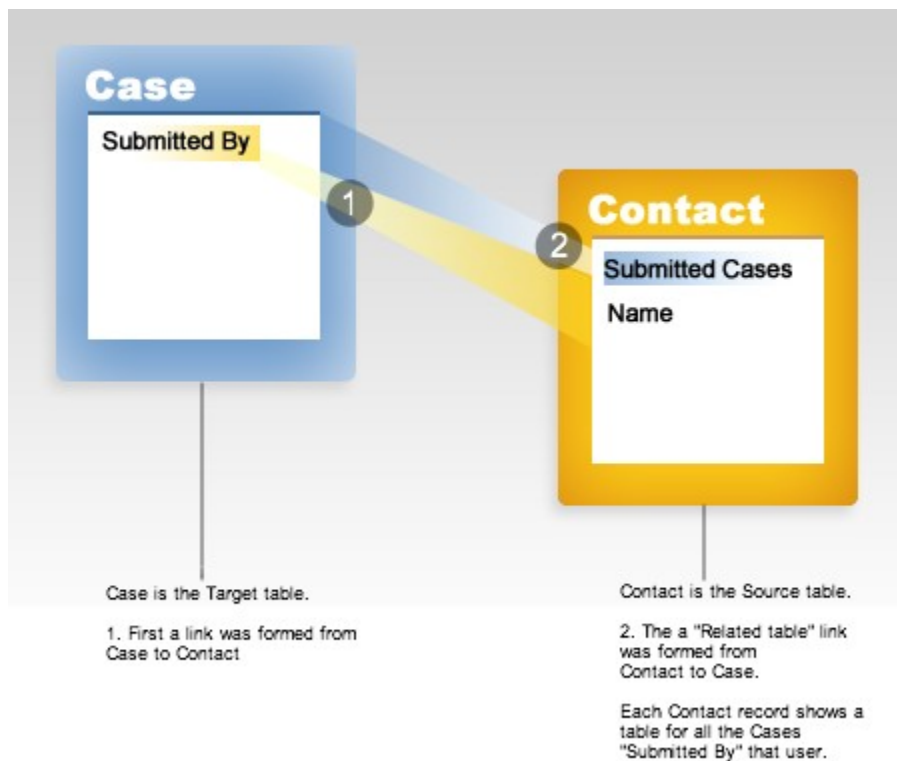 Case
Submitted By
1
2
Contact
Submitted Cases
Name
Case is the Target table.
1. First a link was formed from
Case to Contact
Contact is the Source table.
2. The a "Related table" link
was formed from
Contact to Case.
Each Contact record shows a
table for all the Cases
"Submitted By" that user.